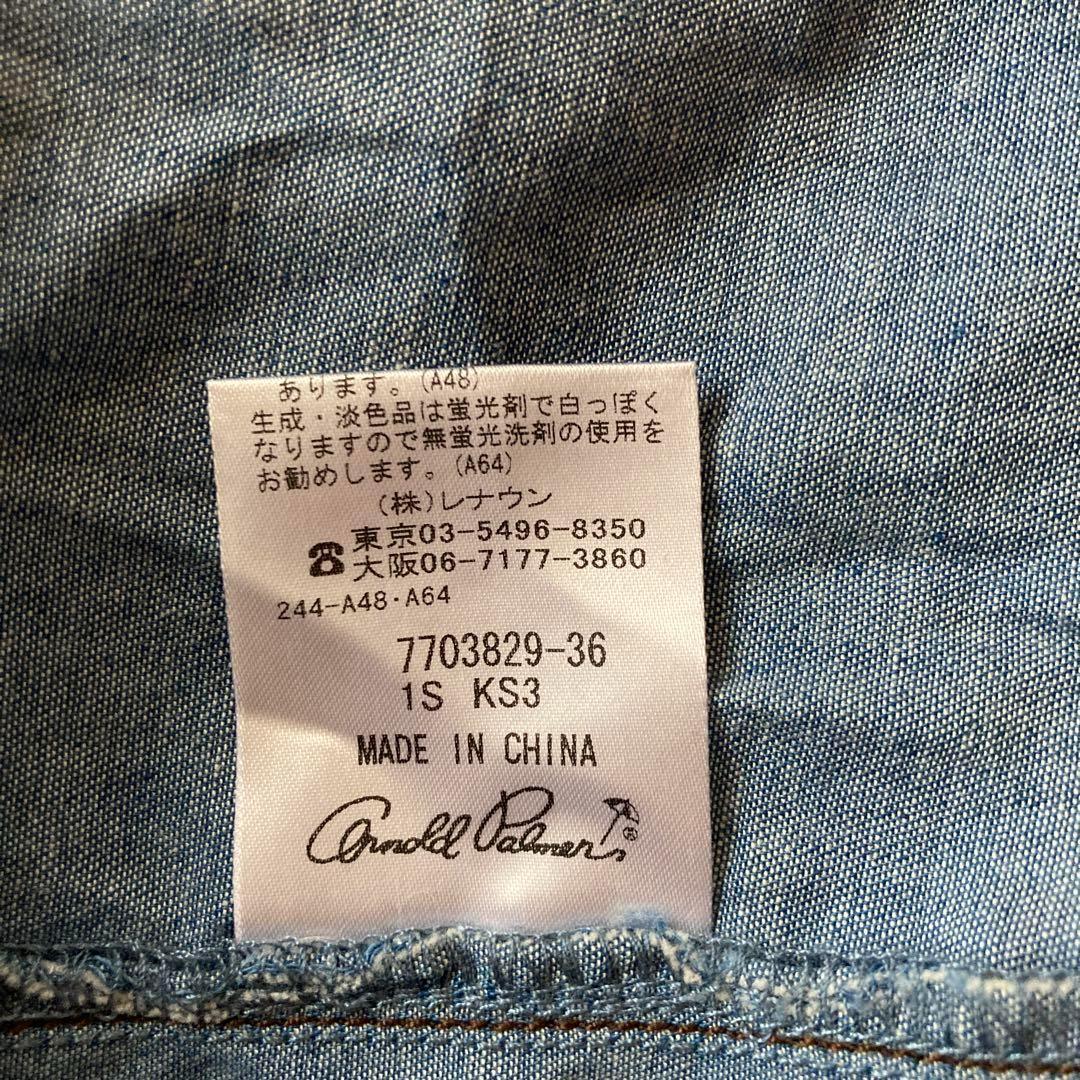 あります。(A48)
生成・淡色品は蛍光剤で白っぽく
なりますので無蛍光洗剤の使用を
お勧めします。(A64)
(株)レナウン
☎東京03-5496-8350
大阪06-7177-3860
244-A48・A64
7703829-36
1S KS3
MADE IN CHINA
Arnold Palmer ®